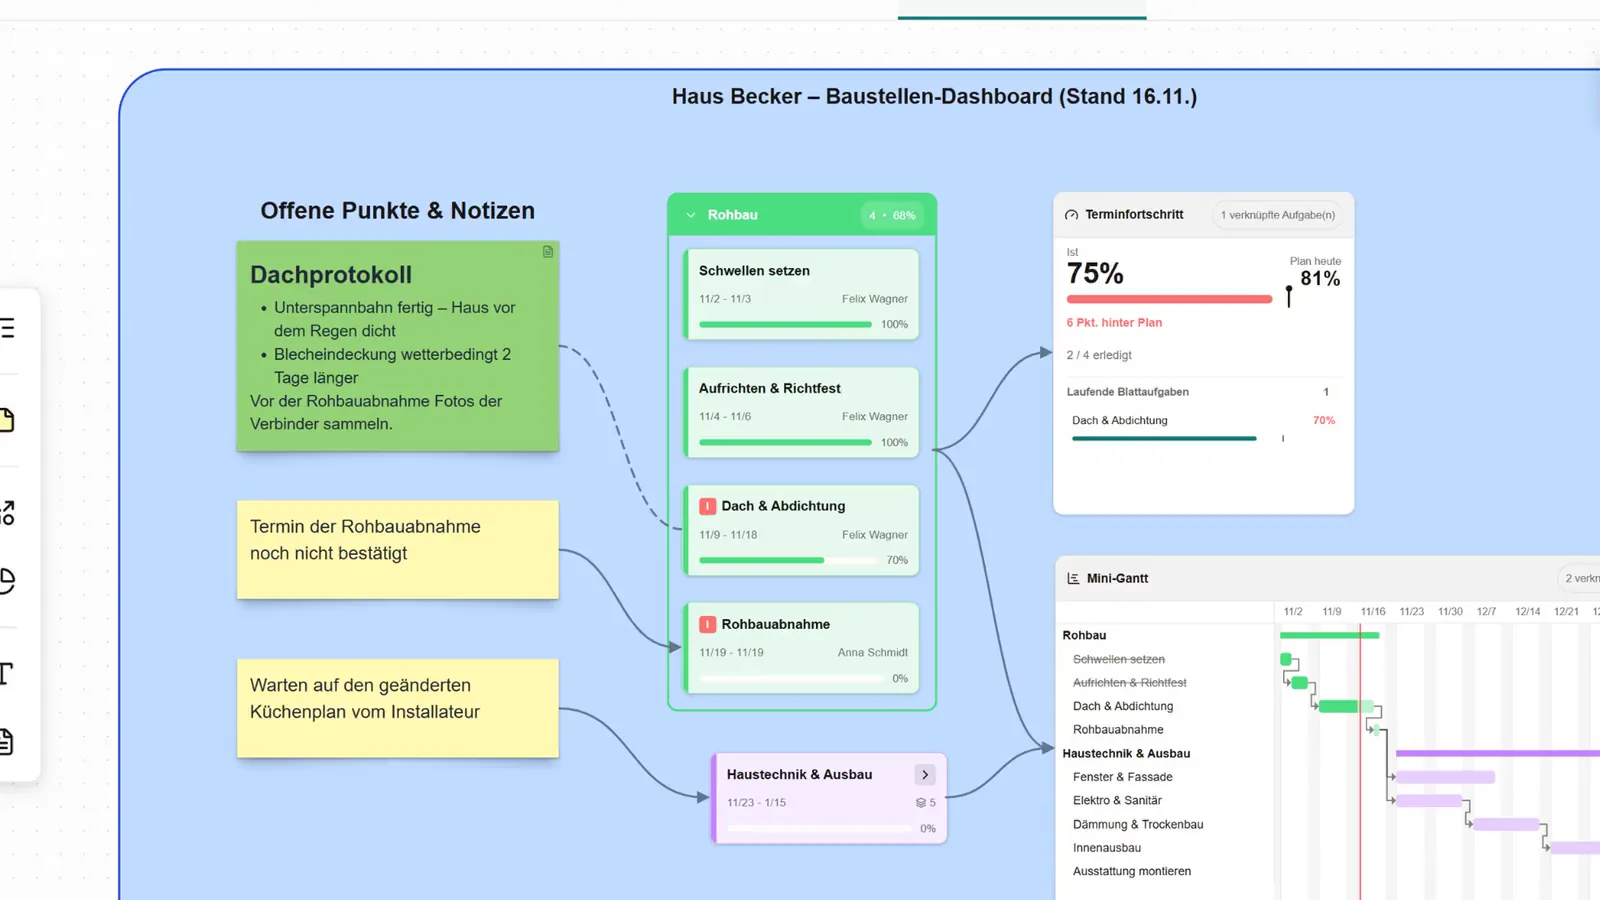 Haus Becker – Baustellen-Dashboard (Stand 16.11.)
Offene Punkte & Notizen
Dachprotokoll
• Unterspannbahn fertig – Haus vor
dem Regen dicht
• Blecheindeckung wetterbedingt 2
Tage länger
Vor der Rohbauabnahme Fotos der
Verbinder sammeln.
Termin der Rohbauabnahme
noch nicht bestätigt
Warten auf den geänderten
Küchenplan vom Installateur
Rohbau 4 • 68%
Schwellen setzen
11/2 - 11/3 Felix Wagner
100%
Aufrichten & Richtfest
11/4 - 11/6 Felix Wagner
100%
! Dach & Abdichtung
11/9 - 11/18 Felix Wagner
70%
! Rohbauabnahme
11/19 - 11/19 Anna Schmidt
0%
Haustechnik & Ausbau
11/23 - 1/15 5
0%
Terminfortschritt 1 verknüpfte Aufgabe(n)
Ist
75%
Plan heute
81%
6 Pkt. hinter Plan
2 / 4 erledigt
Laufende Blattaufgaben 1
Dach & Abdichtung 70%
Mini-Gantt 2 verkn
11/2 11/9 11/16 11/23 11/30 12/7 12/14 12/21
Rohbau
Schwellen setzen
Aufrichten & Richtfest
Dach & Abdichtung
Rohbauabnahme
Haustechnik & Ausbau
Fenster & Fassade
Elektro & Sanitär
Dämmung & Trockenbau
Innenausbau
Ausstattung montieren